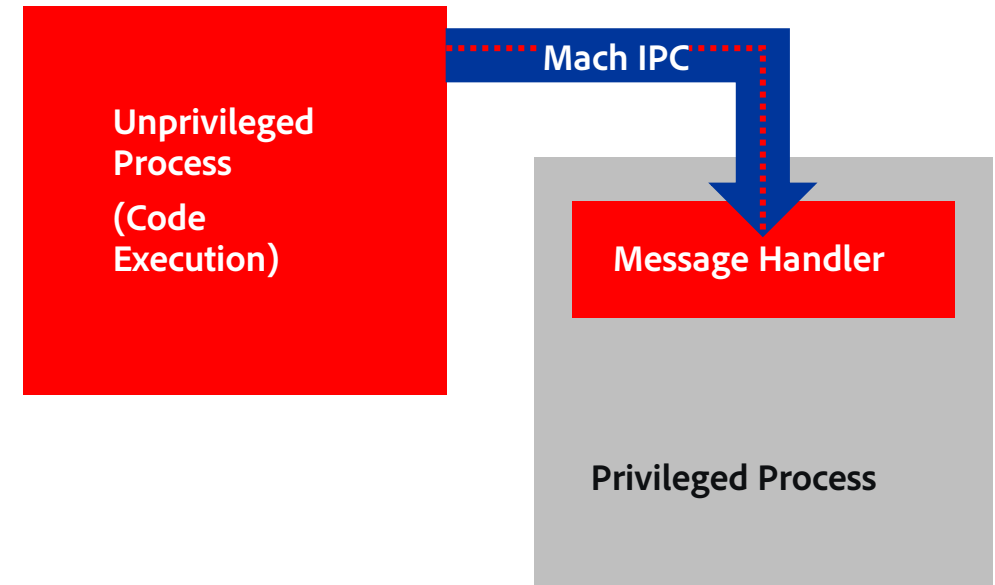 Mach IPC
Unprivileged
Process
(Code
Execution)
Message Handler
Privileged Process